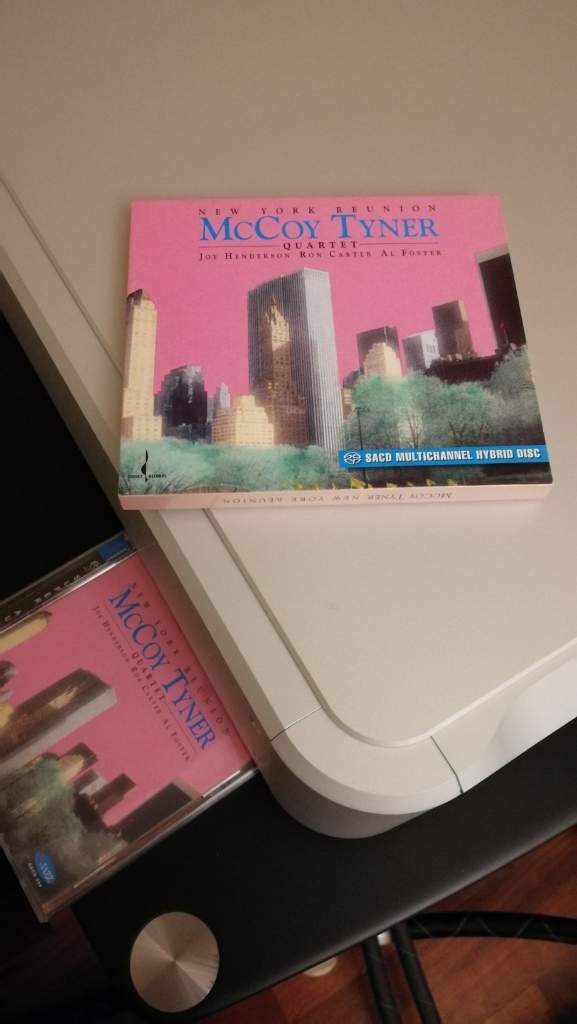 NEW YORK REUNION
MCCOY TYNER
QUARTET
JOE HENDERSON RON CARTER AL FOSTER
SACD MULTICHANNEL HYBRID DISC
MCCOY TYNER NEW YORK REUNION
NEW YORK REUNION
MCCOY TYNER
QUARTET
JOE HENDERSON RON CARTER AL FOSTER